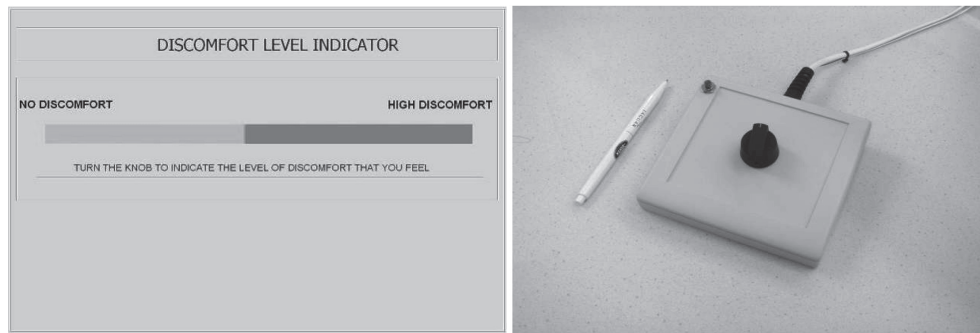 DISCOMFORT LEVEL INDICATOR
NO DISCOMFORT
HIGH DISCOMFORT
TURN THE KNOB TO INDICATE THE LEVEL OF DISCOMFORT THAT YOU FEEL